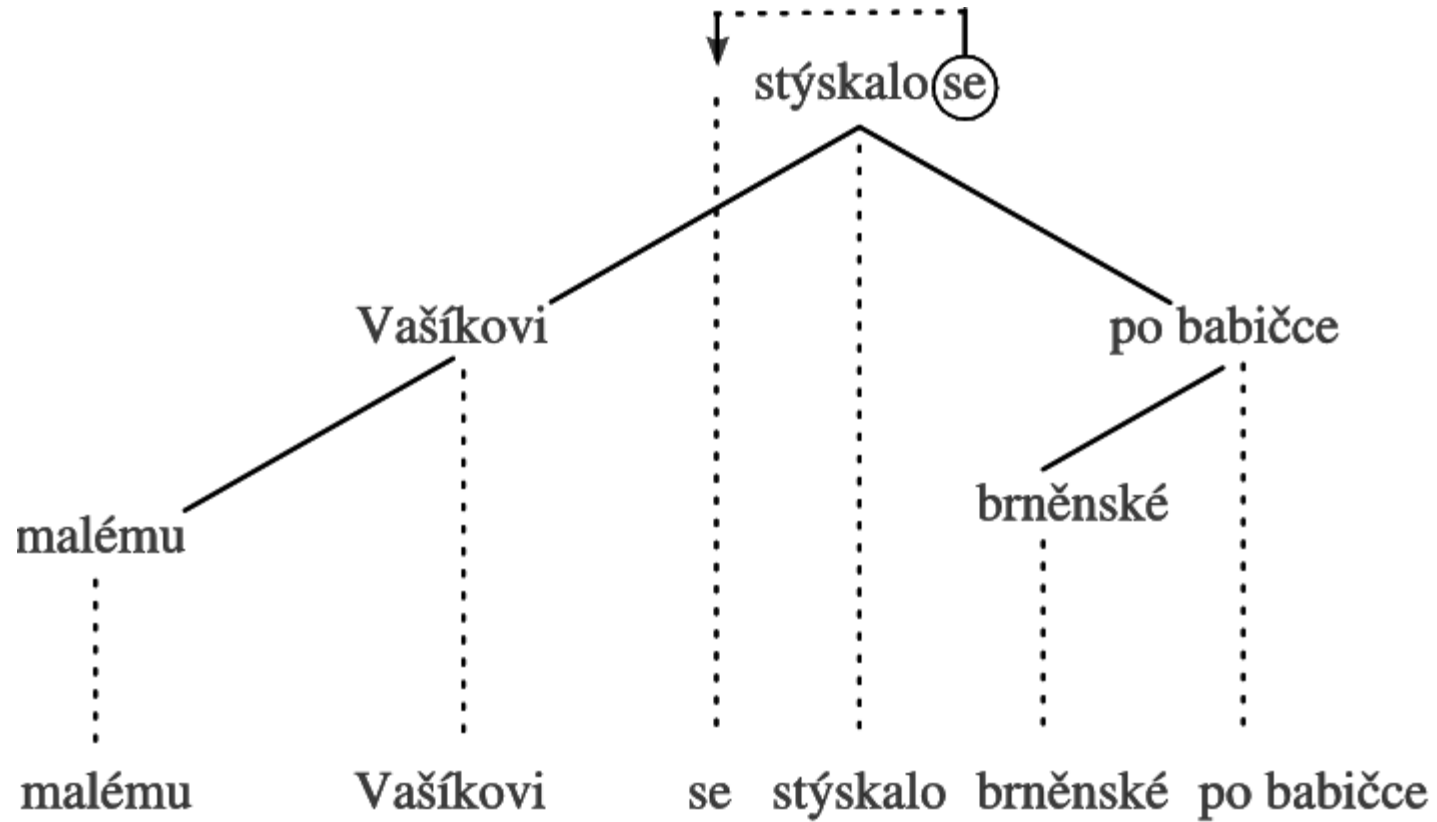 stýskalo se
Vašíkovi po babičce
brněnské
malému
malému Vašíkovi se stýskalo brněnské po babičce